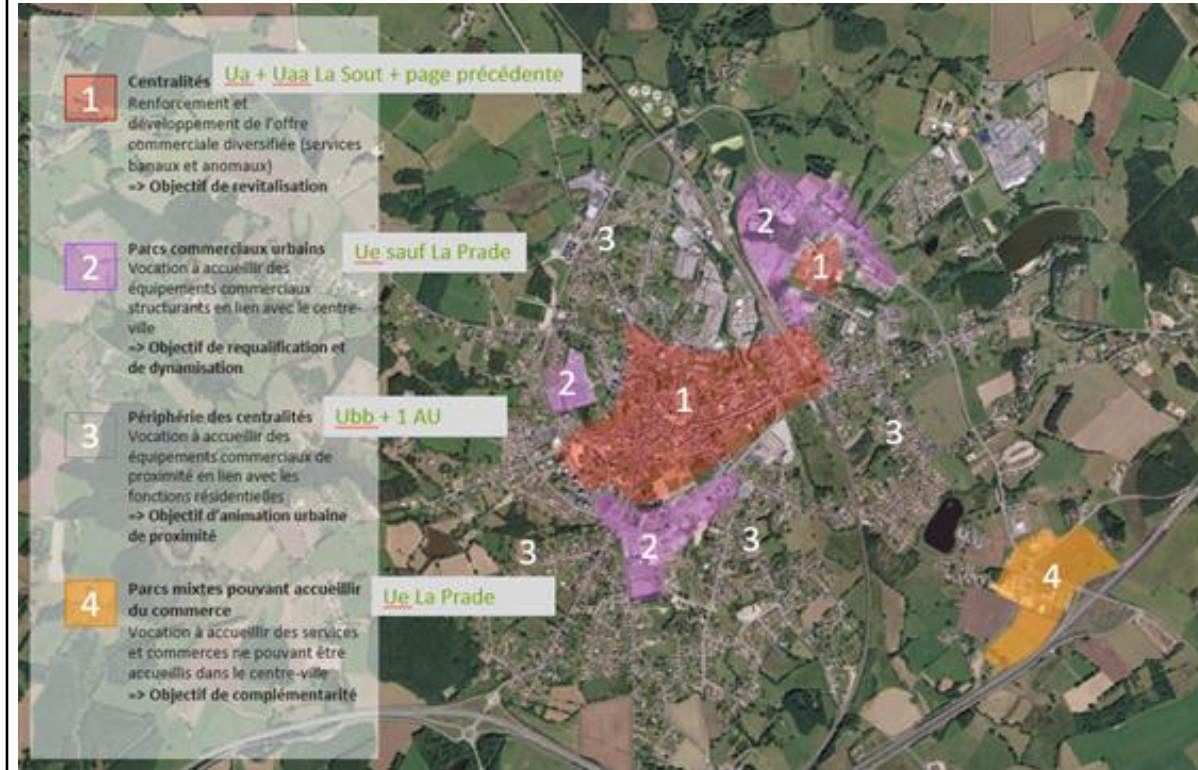 1
Centralités
Ua + Uaa La Sout + page précédente
Renforcement et
développement de l'offre
commerciale diversifiée (services
banaux et anomaux)
=> Objectif de revitalisation
2
Parcs commerciaux urbains
Ue sauf La Prade
Vocation à accueillir des
équipements commerciaux
structurants en lien avec le centre-
ville
=> Objectif de requalification et
de dynamisation
3
Périphérie des centralités
Ubb + 1 AU
Vocation à accueillir des
équipements commerciaux de
proximité en lien avec les
fonctions résidentielles
=> Objectif d'animation urbaine
de proximité
4
Parcs mixtes pouvant accueillir
du commerce
Ue La Prade
Vocation à accueillir des services
et commerces ne pouvant être
accueillis dans le centre-ville
=> Objectif de complémentarité
2
3
1
2
1
3
2
3
3
4